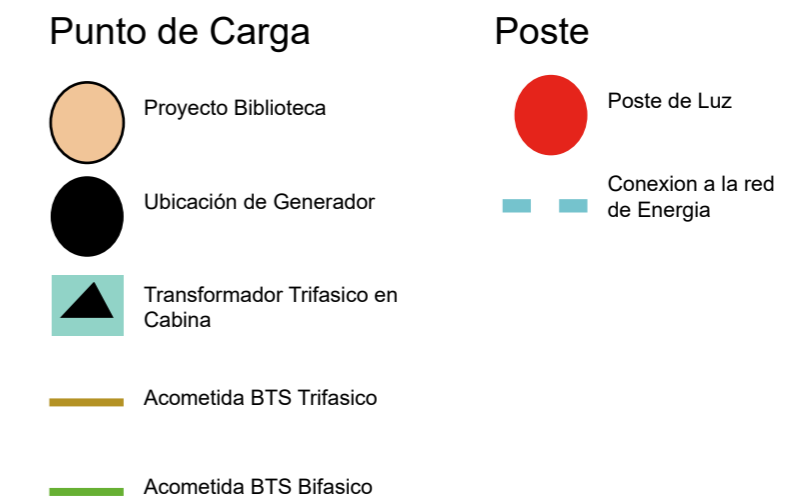 Punto de Carga
Proyecto Biblioteca
Ubicación de Generador
Transformador Trifasico en
Cabina
Acometida BTS Trifasico
Acometida BTS Bifasico
Poste
Poste de Luz
Conexion a la red
de Energia